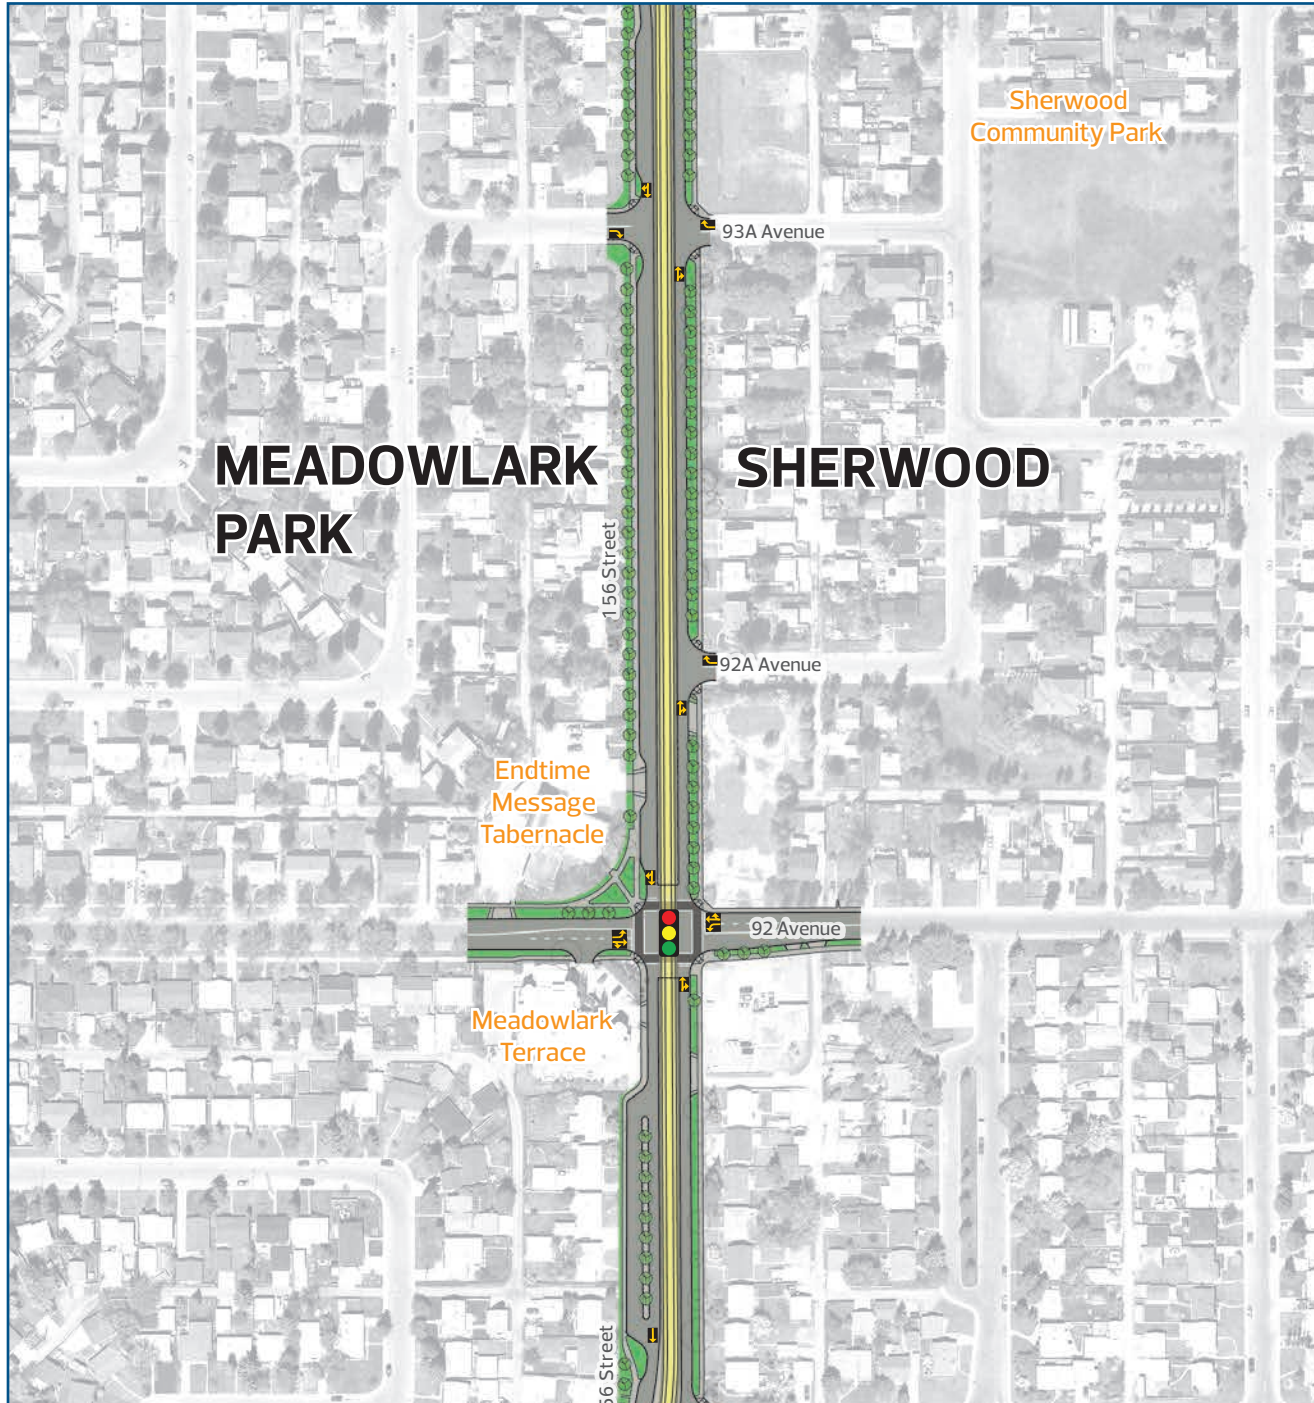 Sherwood
Community Park
93A Avenue
MEADOWLARK
PARK
SHERWOOD
156 Street
92A Avenue
Endtime
Message
Tabernacle
92 Avenue
Meadowlark
Terrace
56 Street